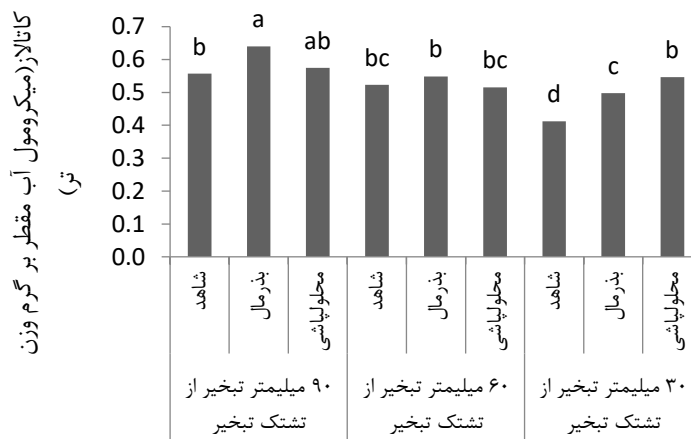 کاتالاز(میکرومول آب مقطر بر گرم وزن
تر)
0.7
0.6
0.5
0.4
0.3
0.2
0.1
0.0
b
a
ab
bc
b
bc
d
c
b
شاهد
بذرمال
محلولپاشی
شاهد
بذرمال
محلولپاشی
شاهد
بذرمال
محلولپاشی
۹۰ میلیمتر تبخیر از
تشتک تبخیر
۶۰ میلیمتر تبخیر از
تشتک تبخیر
۳۰ میلیمتر تبخیر از
تشتک تبخیر